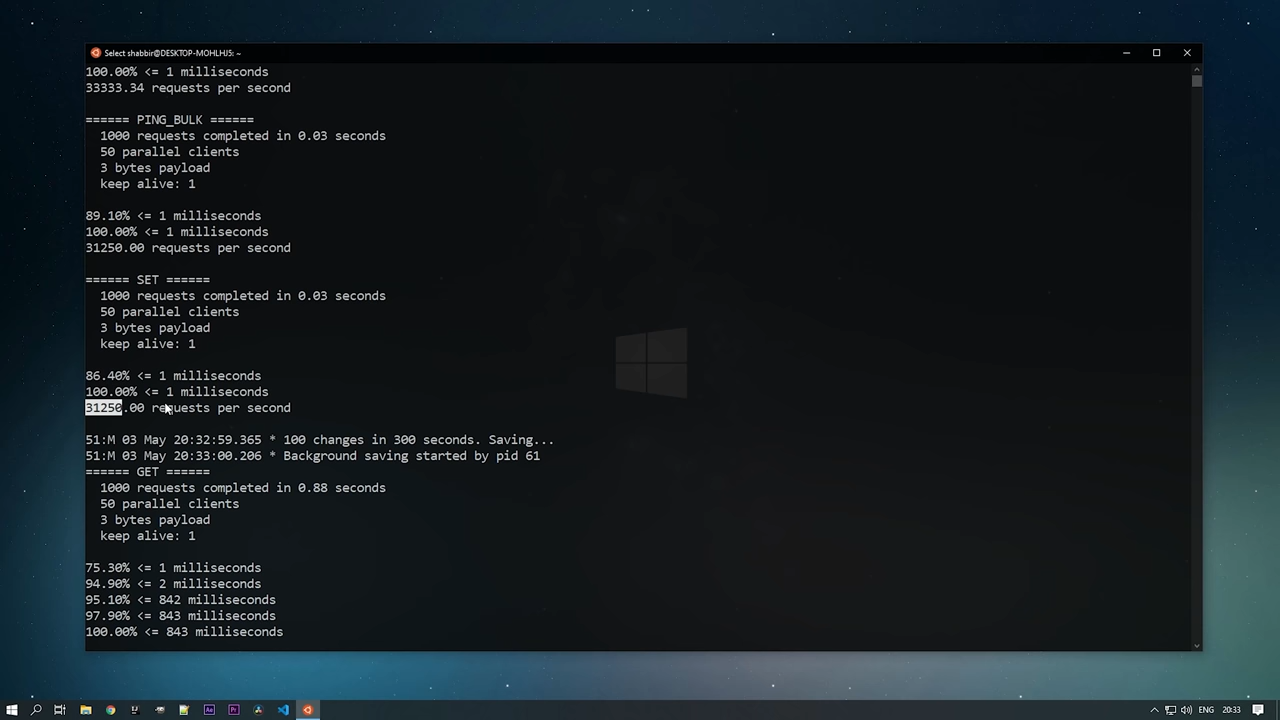 Select shabbir@DESKTOP-MOHLHJ5: ~
100.00% <= 1 milliseconds
33333.34 requests per second
====== PING_BULK ======
1000 requests completed in 0.03 seconds
50 parallel clients
3 bytes payload
keep alive: 1
89.10% <= 1 milliseconds
100.00% <= 1 milliseconds
31250.00 requests per second
====== SET ======
1000 requests completed in 0.03 seconds
50 parallel clients
3 bytes payload
keep alive: 1
86.40% <= 1 milliseconds
100.00% <= 1 milliseconds
31250.00 requests per second
51:M 03 May 20:32:59.365 * 100 changes in 300 seconds. Saving...
51:M 03 May 20:33:00.206 * Background saving started by pid 61
====== GET ======
1000 requests completed in 0.88 seconds
50 parallel clients
3 bytes payload
keep alive: 1
75.30% <= 1 milliseconds
94.90% <= 2 milliseconds
95.10% <= 842 milliseconds
97.90% <= 843 milliseconds
100.00% <= 843 milliseconds
Ae
Pr
ENG
20:33